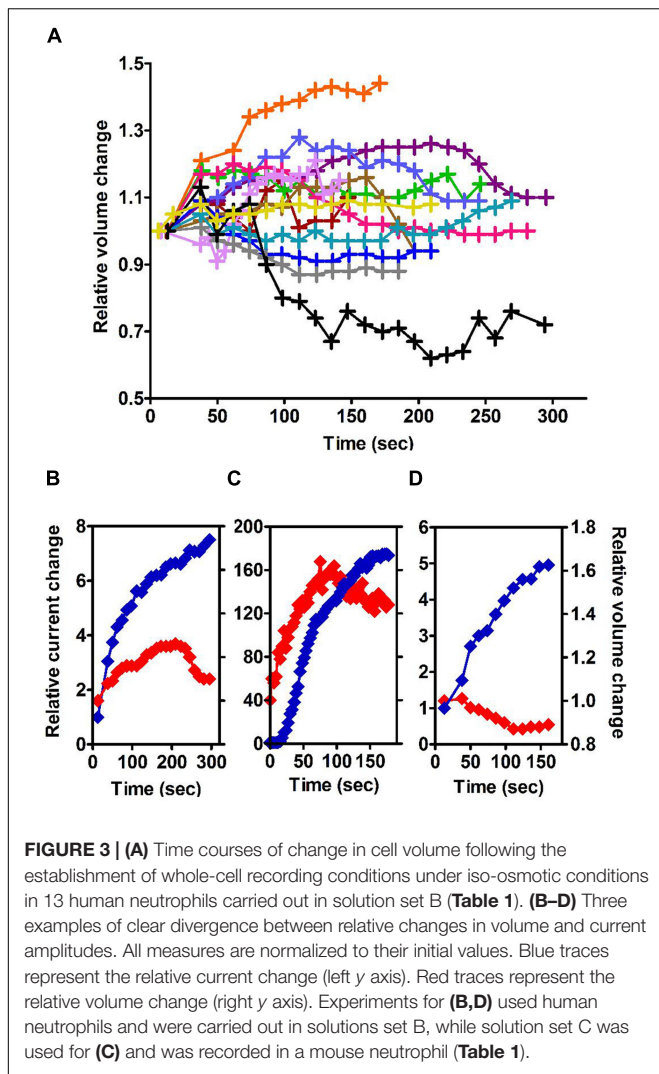 A
Relative volume change
1.5
1.3
1.1
0.9
0.7
0.5
0 50 100 150 200 250 300
Time (sec)
B
Relative current change
8
6
4
2
0
0 100 200 300
Time (sec)
C
200
160
120
80
40
0
0 50 100 150
Time (sec)
D
6
5
4
3
2
1
0
1.8
1.6
1.4
1.2
1.0
0.8
Relative volume change
0 50 100 150
Time (sec)
FIGURE 3 | (A) Time courses of change in cell volume following the
establishment of whole-cell recording conditions under iso-osmotic conditions
in 13 human neutrophils carried out in solution set B (Table 1). (B–D) Three
examples of clear divergence between relative changes in volume and current
amplitudes. All measures are normalized to their initial values. Blue traces
represent the relative current change (left y axis). Red traces represent the
relative volume change (right y axis). Experiments for (B,D) used human
neutrophils and were carried out in solutions set B, while solution set C was
used for (C) and was recorded in a mouse neutrophil (Table 1).